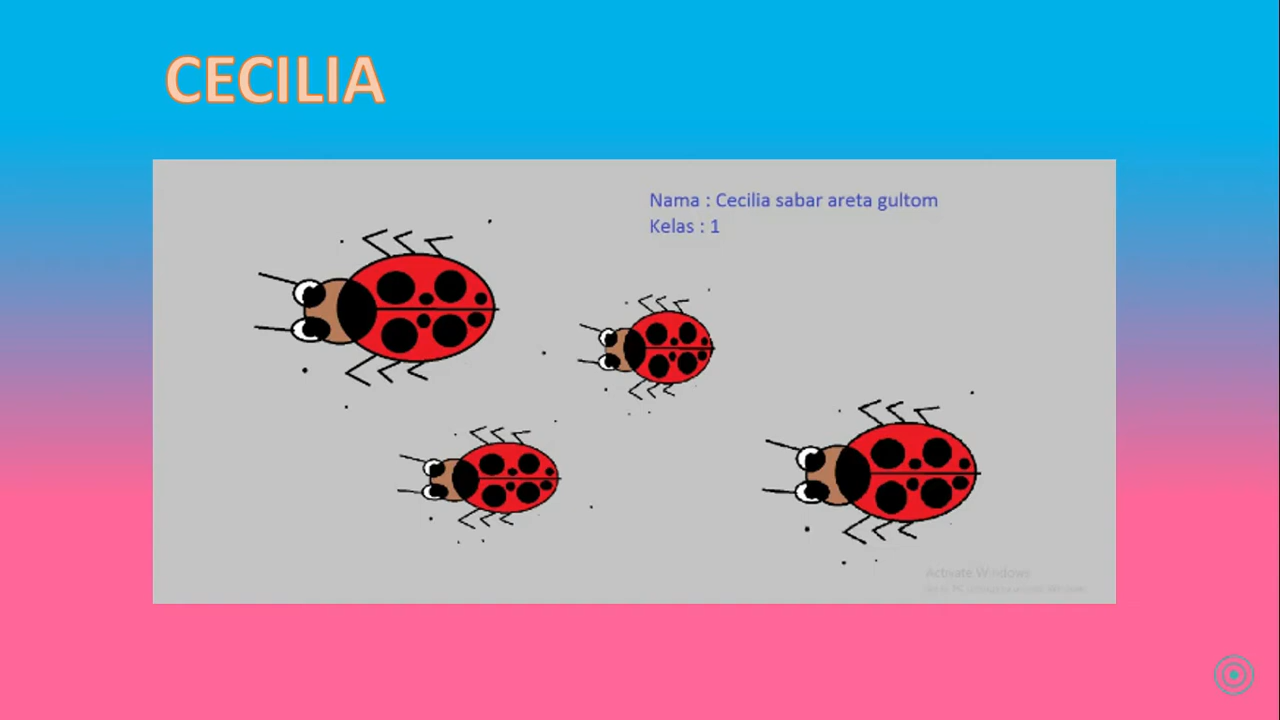 CECILIA
Nama : Cecilia sabar areta gultom
Kelas : 1
Activate Windows